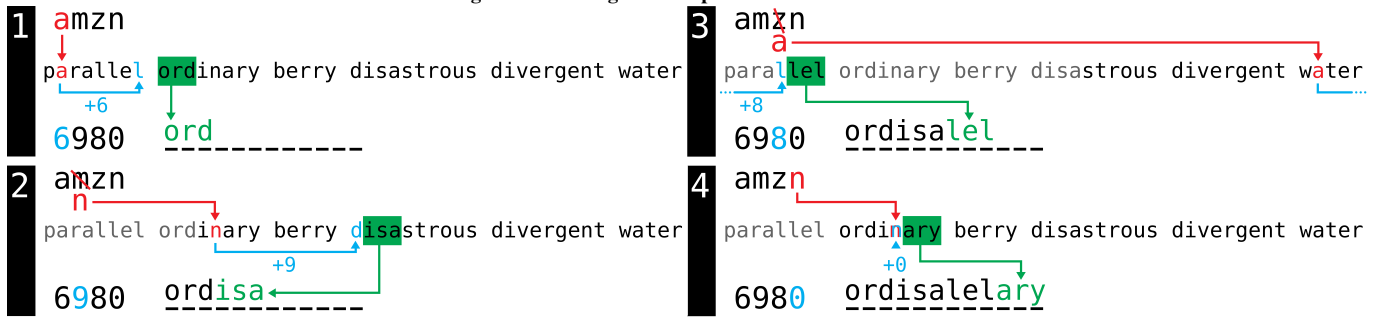 1
amzn
parallel ordinary berry disastrous divergent water
+6
6980 ord
2
amzn
n
parallel ordinary berry disastrous divergent water
+9
6980 ordisa
3
amzn
a
parallel ordinary berry disastrous divergent water
+8
6980 ordisalel
4
amzn
parallel ordinary berry disastrous divergent water
+0
6980 ordisalelary